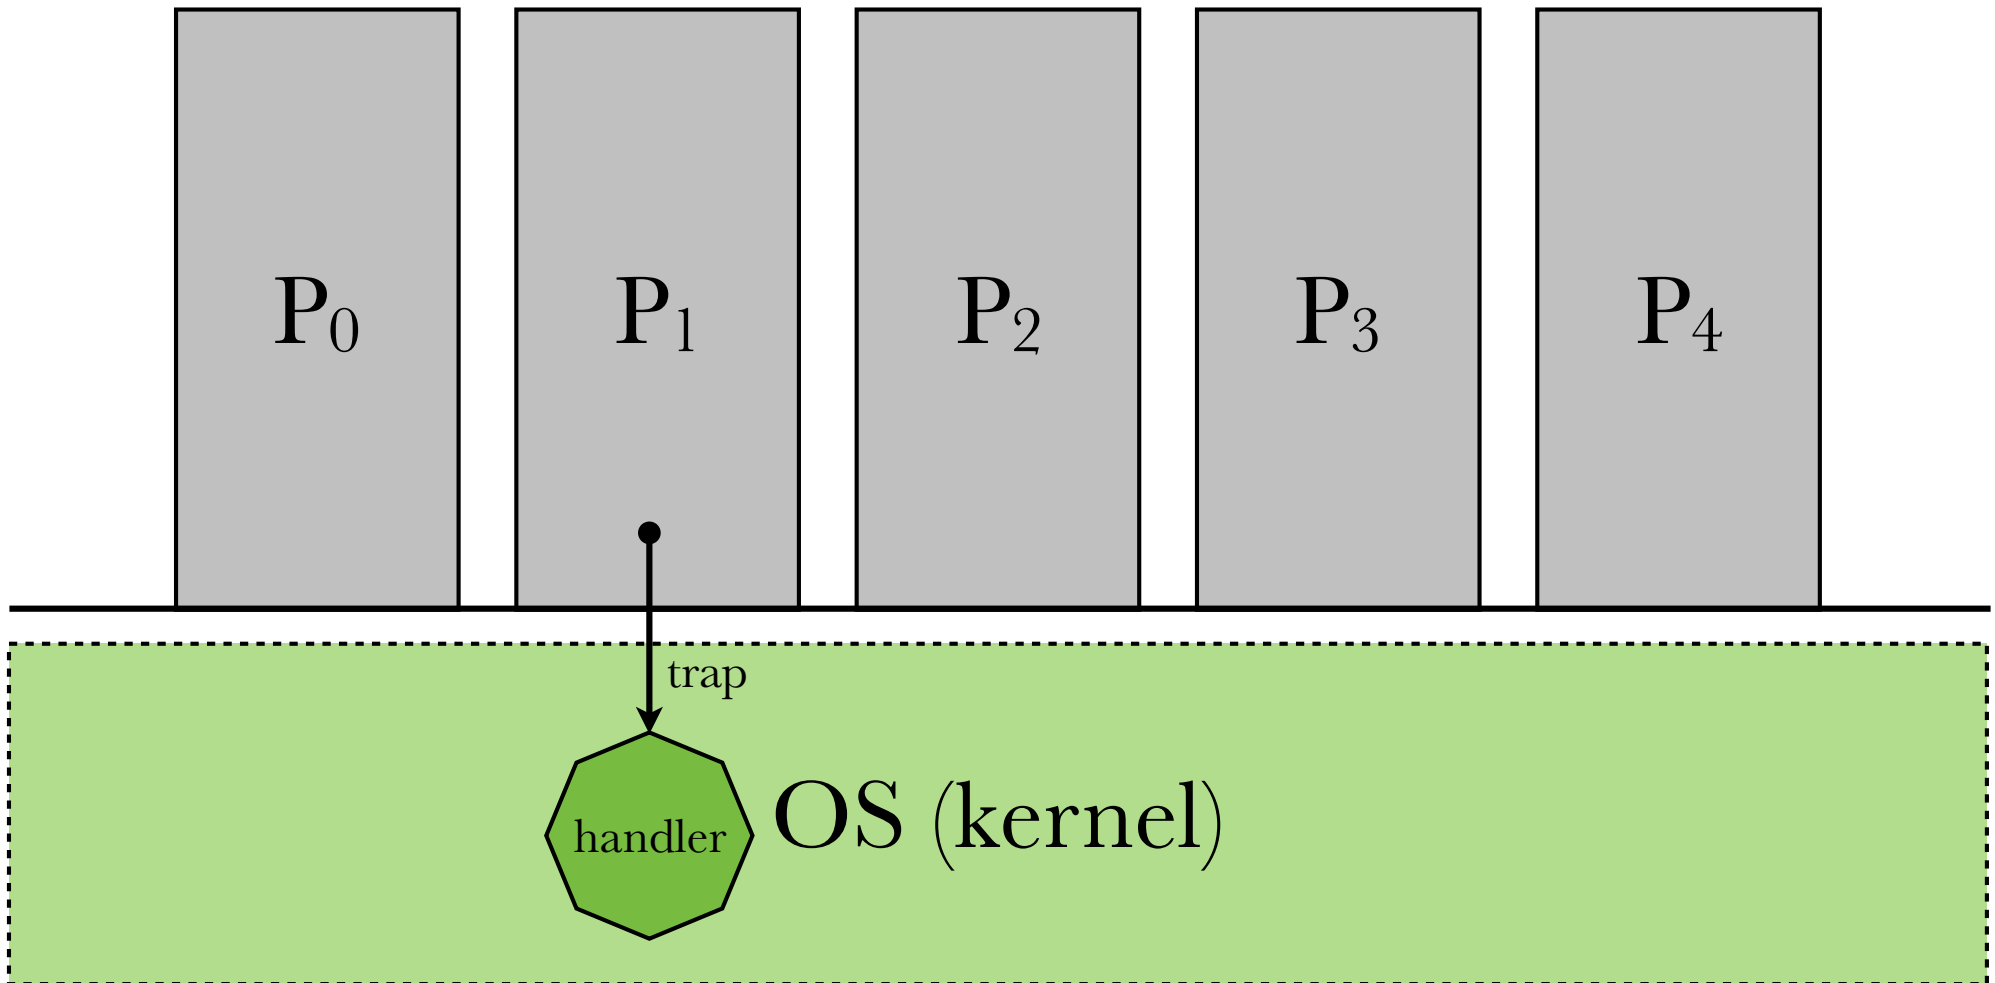 P₀ P₁ P₂ P₃ P₄
trap
handler OS (kernel)